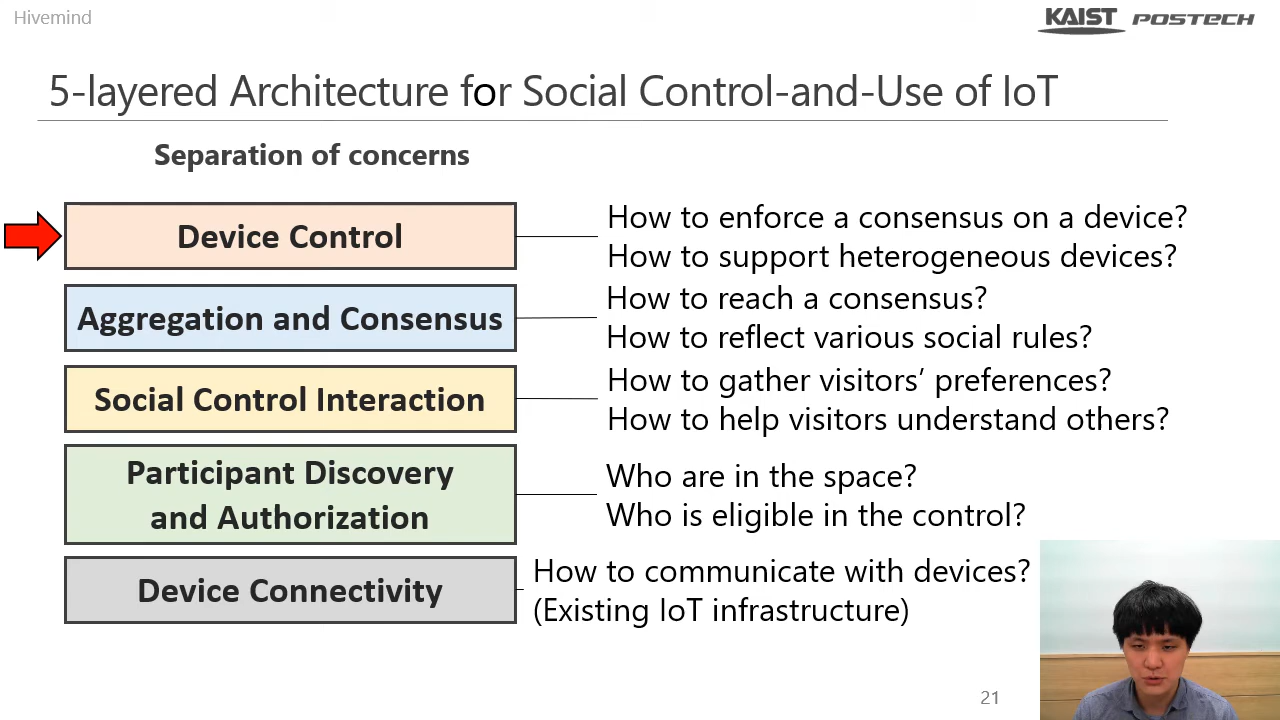 Hivemind
KAIST POSTECH
5-layered Architecture for Social Control-and-Use of IoT
Separation of concerns
Device Control
How to enforce a consensus on a device?
How to support heterogeneous devices?
Aggregation and Consensus
How to reach a consensus?
How to reflect various social rules?
Social Control Interaction
How to gather visitors’ preferences?
How to help visitors understand others?
Participant Discovery
and Authorization
Who are in the space?
Who is eligible in the control?
Device Connectivity
How to communicate with devices?
(Existing IoT infrastructure)
21